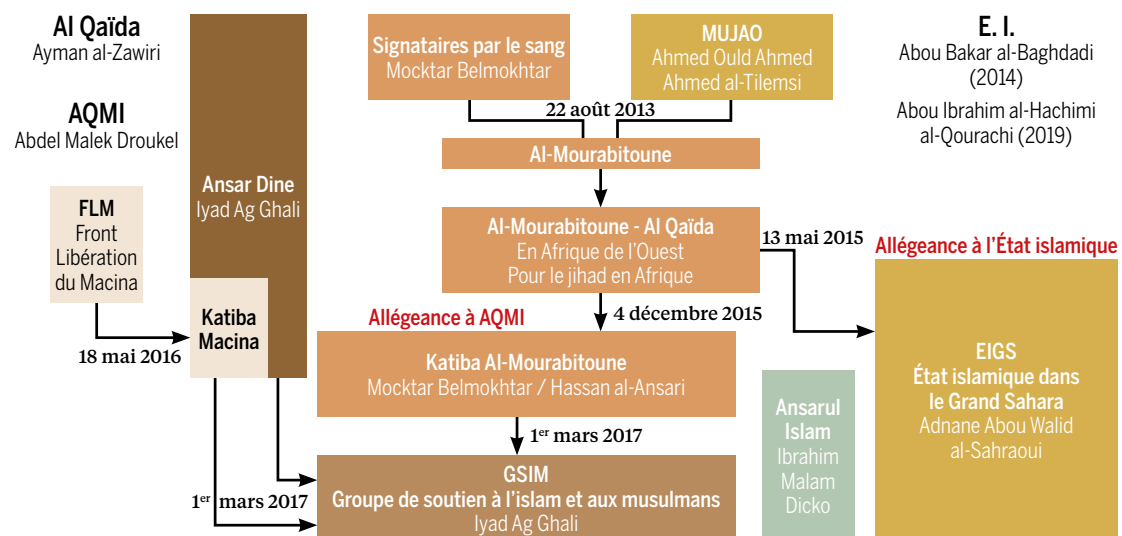 Al Qaïda
Ayman al-Zawiri
AQMI
Abdel Malek Droukel
FLM
Front
Libération
du Macina
18 mai 2016
Ansar Dine
Iyad Ag Ghali
Katiba
Macina
1er mars 2017
Signataires par le sang
Mocktar Belmokhtar
MUJAO
Ahmed Ould Ahmed
Ahmed al-Tilemsi
22 août 2013
Al-Mourabitoune
Al-Mourabitoune - Al Qaïda
En Afrique de l'Ouest
Pour le jihad en Afrique
13 mai 2015
Allégeance à AQMI
4 décembre 2015
Katiba Al-Mourabitoune
Mocktar Belmokhtar / Hassan al-Ansari
1er mars 2017
GSIM
Groupe de soutien à l'islam et aux musulmans
Iyad Ag Ghali
Ansarul
Islam
Ibrahim
Malam
Dicko
E. I.
Abou Bakar al-Baghdadi
(2014)
Abou Ibrahim al-Hachimi
al-Qourachi (2019)
Allégeance à l'État islamique
EIGS
État islamique dans
le Grand Sahara
Adnane Abou Walid
al-Sahraoui